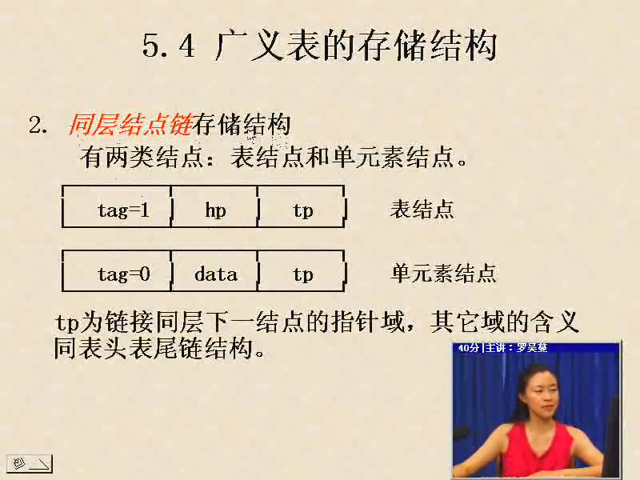 5.4 广义表的存储结构
2. 同层结点链存储结构
有两类结点：表结点和单元素结点。
tag=1 hp tp 表结点
tag=0 data tp 单元素结点
tp为链接同层下一结点的指针域，其它域的含义
同表头表尾链结构。
40分|主讲：罗昊蔓